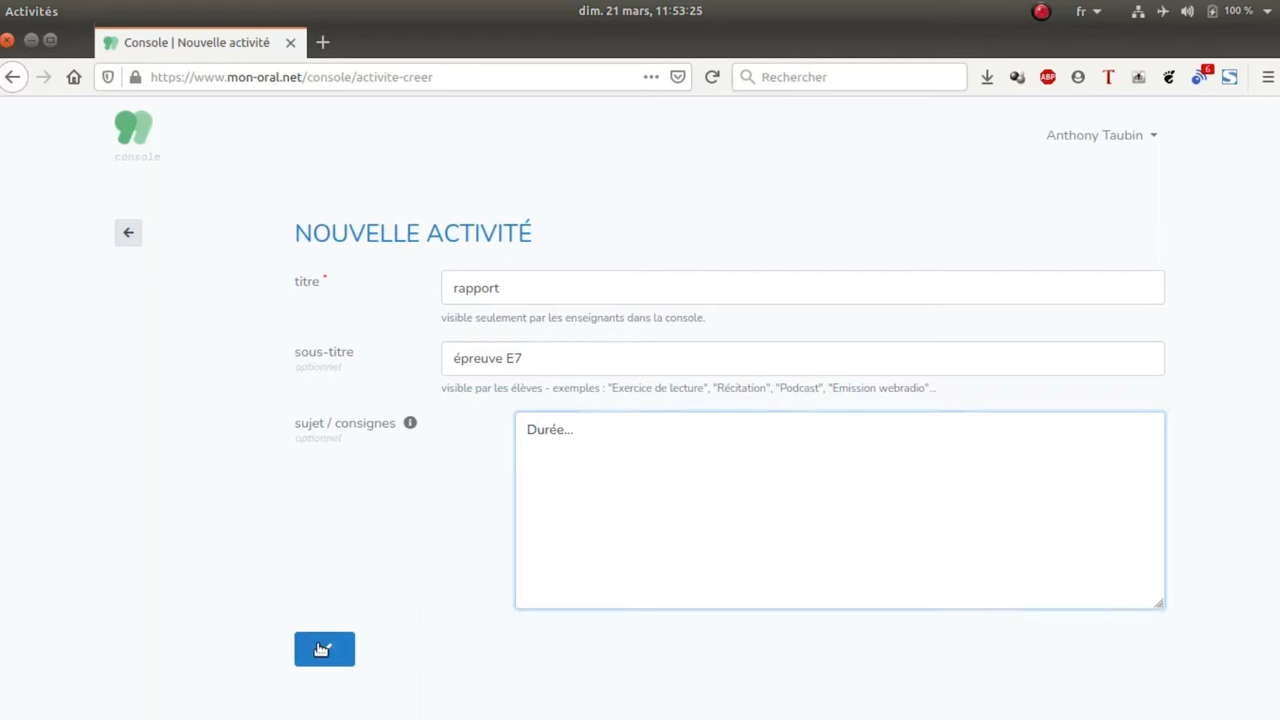 Activités
dim. 21 mars, 11:53:25
fr
100 %
Console | Nouvelle activité
https://www.mon-oral.net/console/activite-creer
Rechercher
ABP
T
6
S
console
Anthony Taubin
NOUVELLE ACTIVITÉ
titre *
rapport
visible seulement par les enseignants dans la console.
sous-titre
optionnel
épreuve E7
visible par les élèves - exemples : "Exercice de lecture", "Récitation", "Podcast", "Emission webradio"...
sujet / consignes
optionnel
Durée...